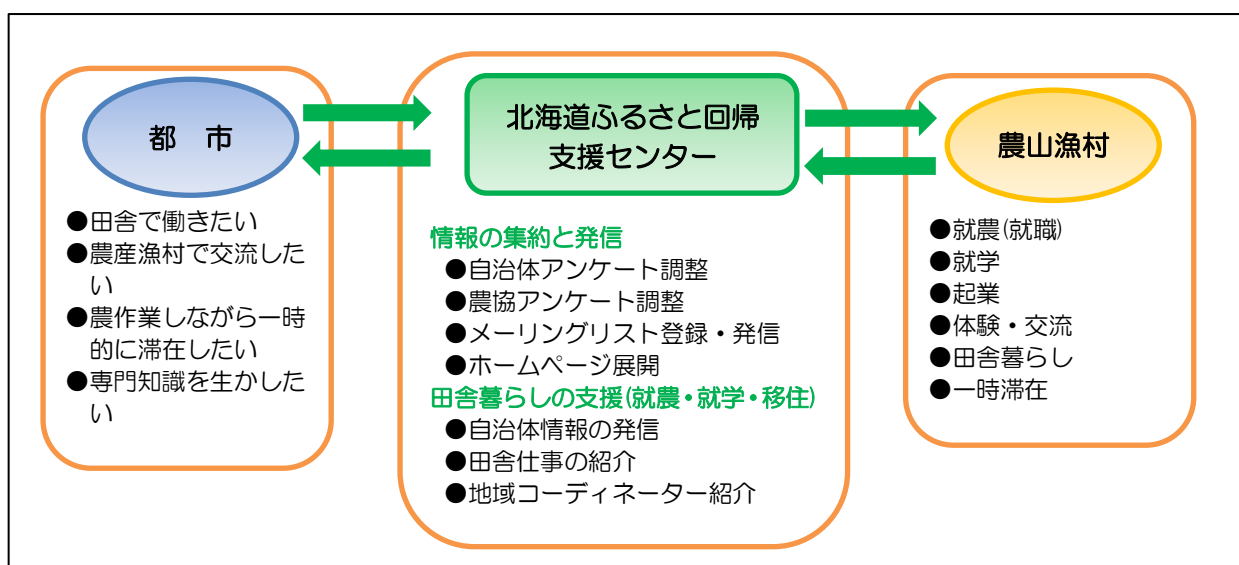 都　市
●田舎で働きたい
●農産漁村で交流した
い
●農作業しながら一時
的に滞在したい
●専門知識を生かした
い
北海道ふるさと回帰
支援センター
情報の集約と発信
●自治体アンケート調整
●農協アンケート調整
●メーリングリスト登録・発信
●ホームページ展開
田舎暮らしの支援(就農・就学・移住)
●自治体情報の発信
●田舎仕事の紹介
●地域コーディネーター紹介
農山漁村
●就農(就職)
●就学
●起業
●体験・交流
●田舎暮らし
●一時滞在